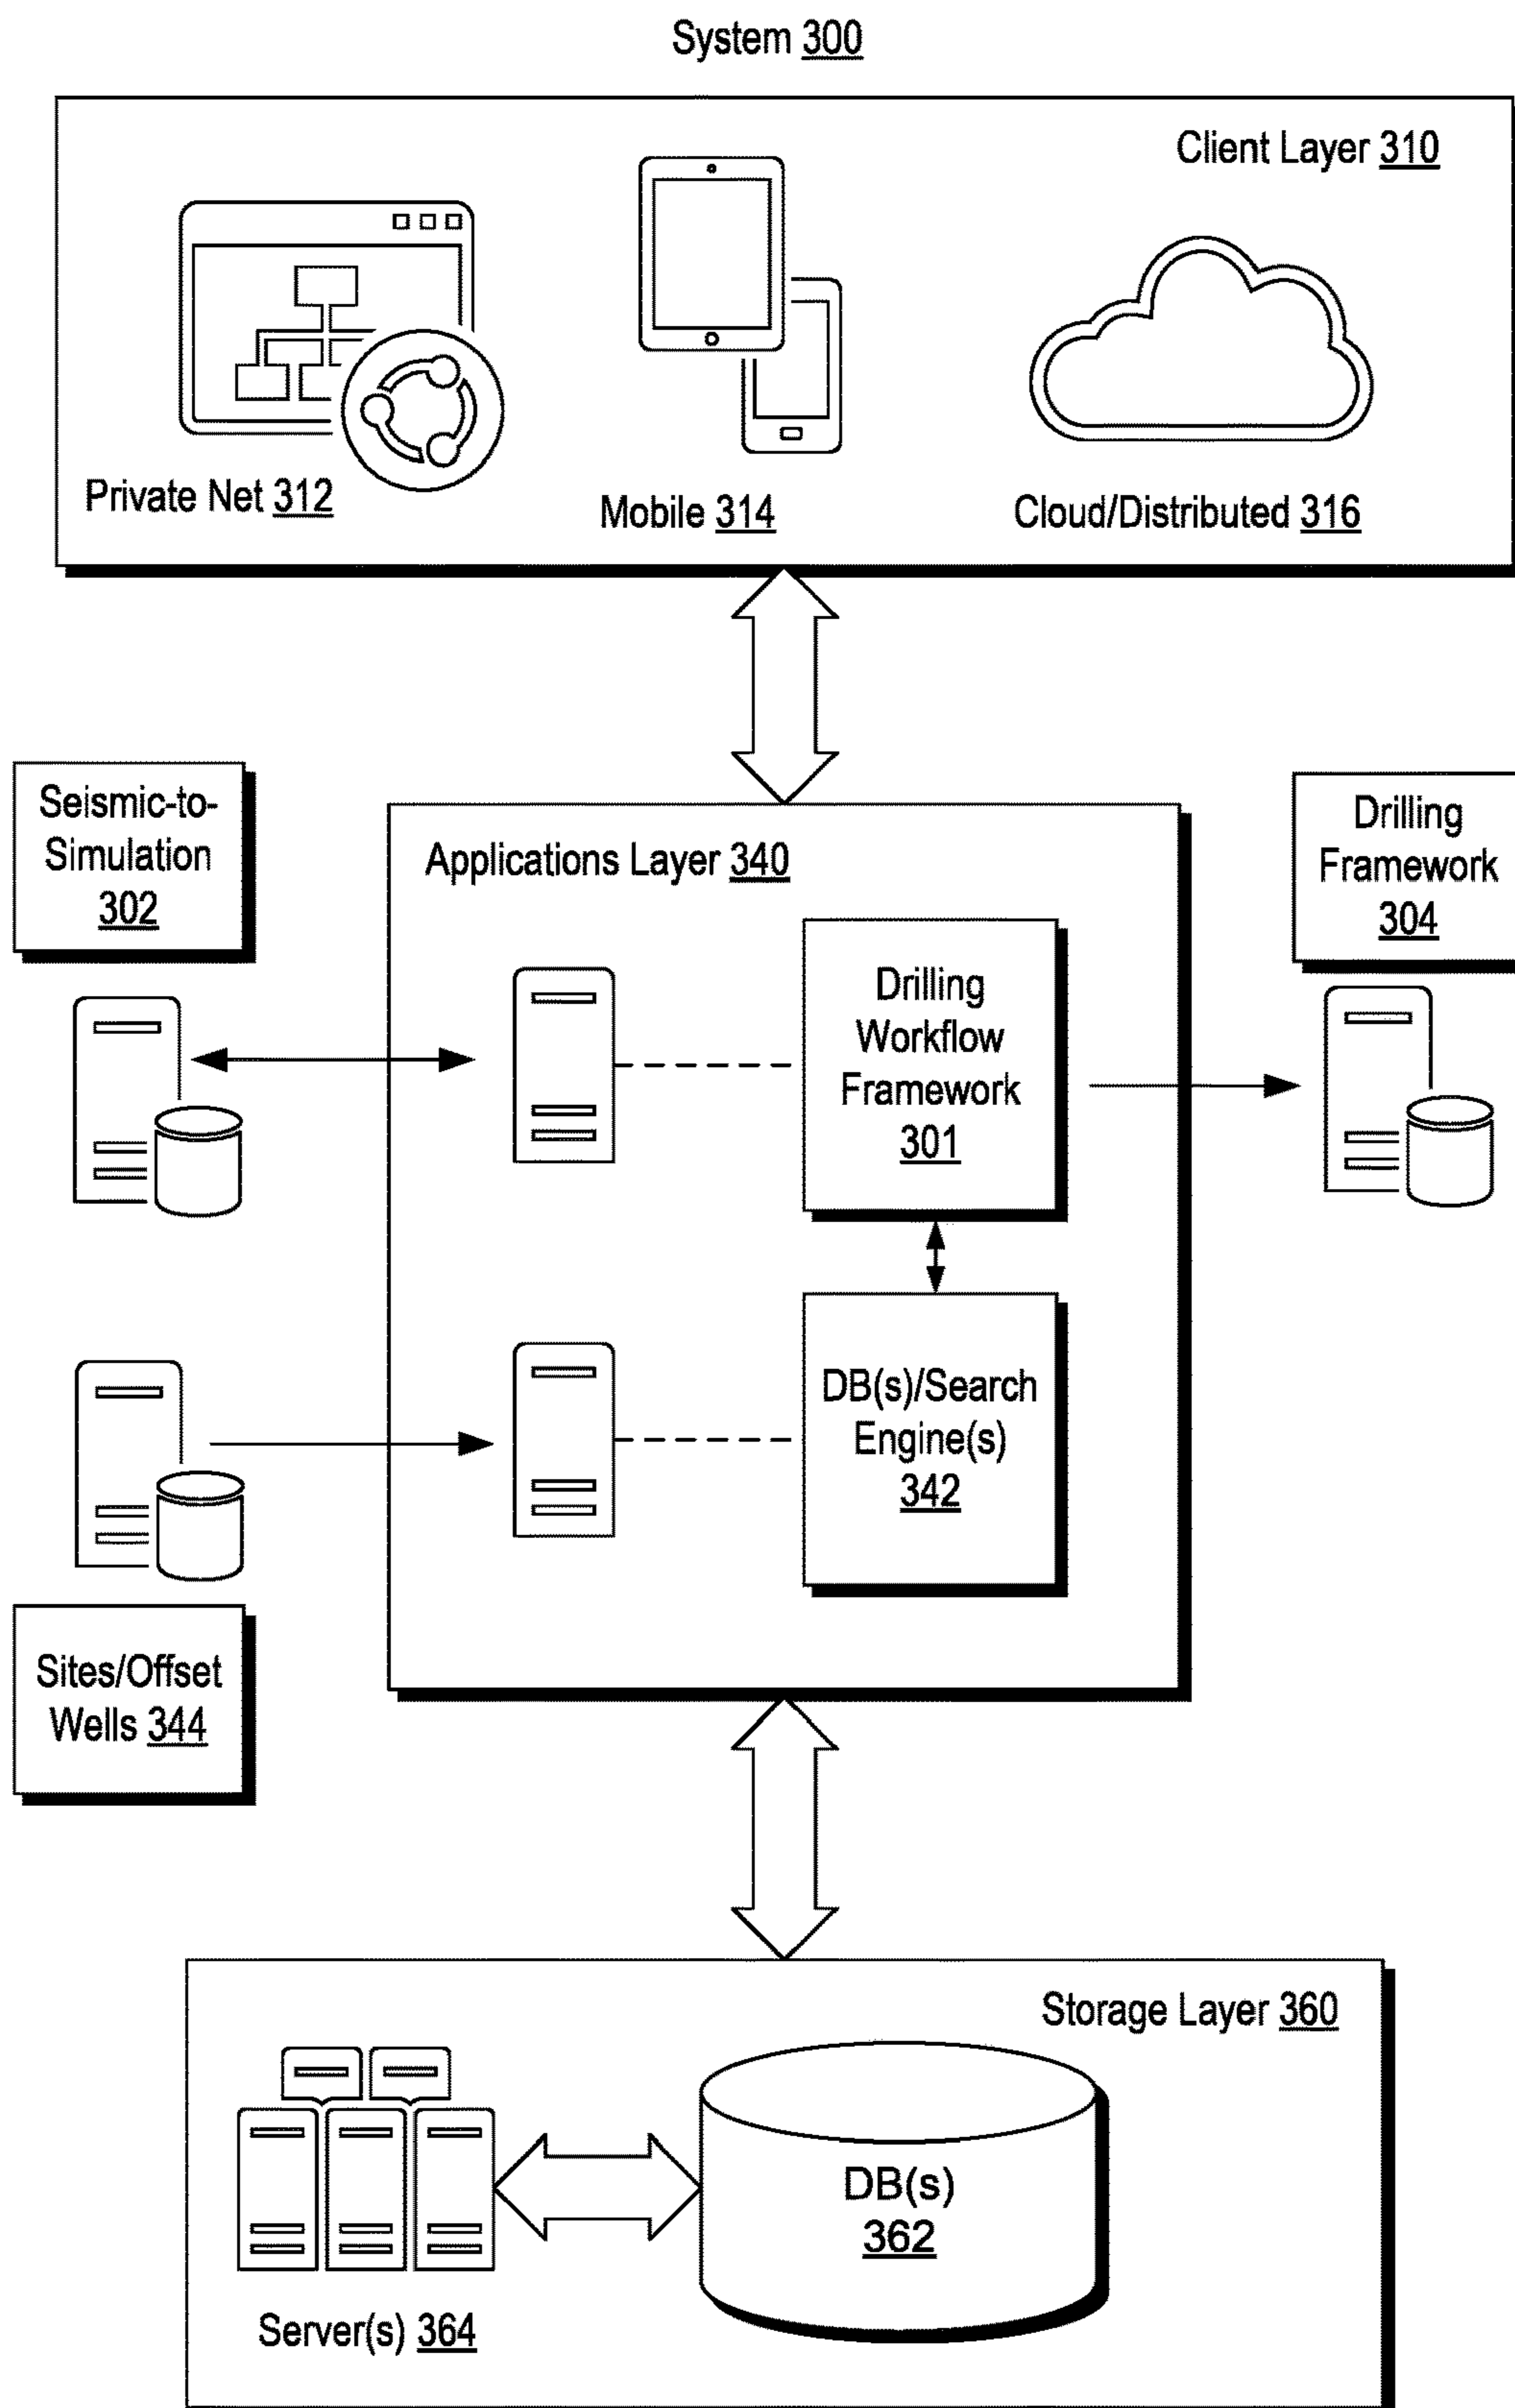 System 300
Client Layer 310
Private Net 312
Mobile 314
Cloud/Distributed 316
Seismic-to-
Simulation
302
Applications Layer 340
Drilling
Framework
304
Drilling
Workflow
Framework
301
DB(s)/Search
Engine(s)
342
Sites/Offset
Wells 344
Storage Layer 360
DB(s)
362
Server(s) 364